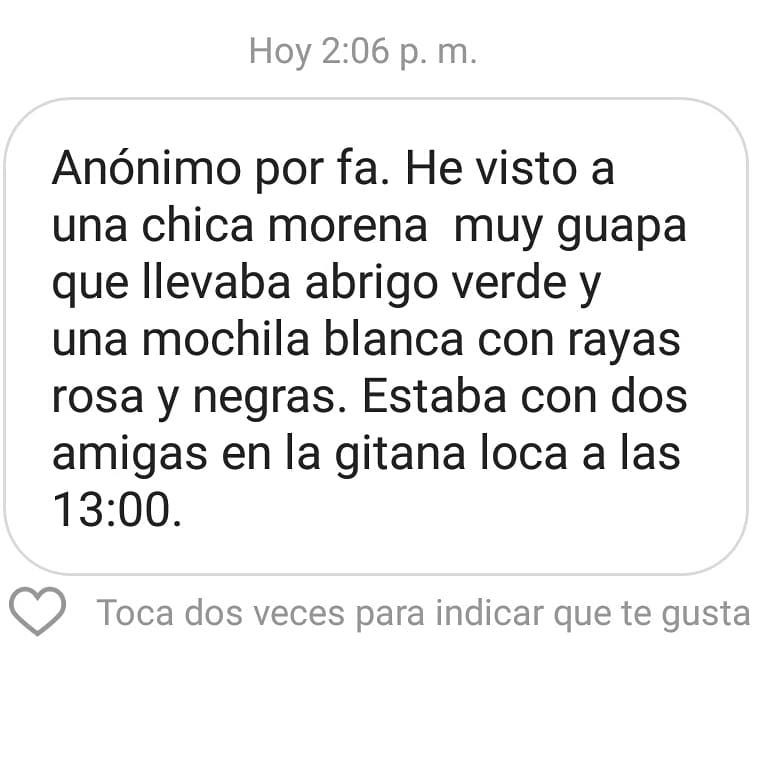 Hoy 2:06 p. m.
Anónimo por fa. He visto a
una chica morena  muy guapa
que llevaba abrigo verde y
una mochila blanca con rayas
rosa y negras. Estaba con dos
amigas en la gitana loca a las
13:00.
Toca dos veces para indicar que te gusta